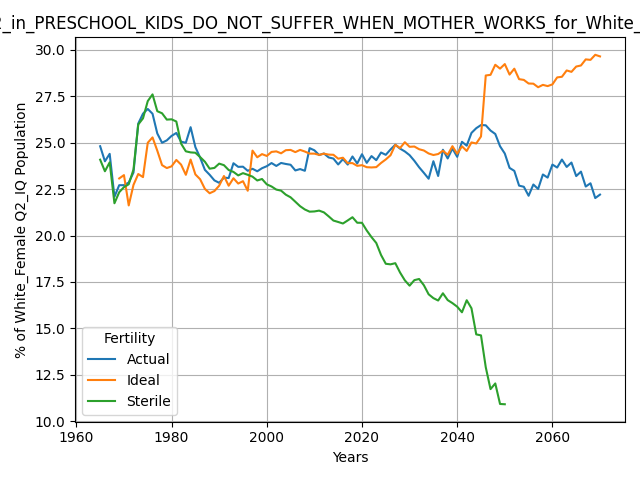 2_in_PRESCHOOL_KIDS_DO_NOT_SUFFER_WHEN_MOTHER_WORKS_for_White_
% of White_Female Q2_IQ Population
30.0
27.5
25.0
22.5
20.0
17.5
15.0
12.5
10.0
Fertility
Actual
Ideal
Sterile
1960
1980
2000
2020
2040
2060
Years